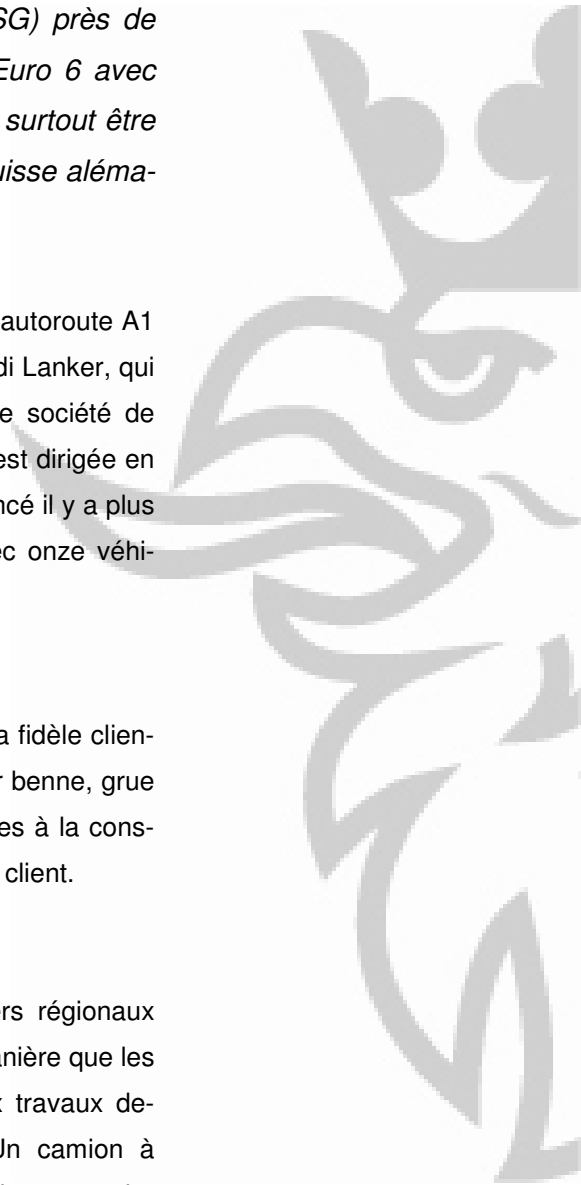 SG) près de
Euro 6 avec
surtout être
uisse aléma-
autoroute A1
di Lanker, qui
e société de
est dirigée en
ncé il y a plus
ec onze véhi-
a fidèle clien-
r benne, grue
es à la cons-
client.
ers régionaux
anière que les
x travaux de-
Un camion à